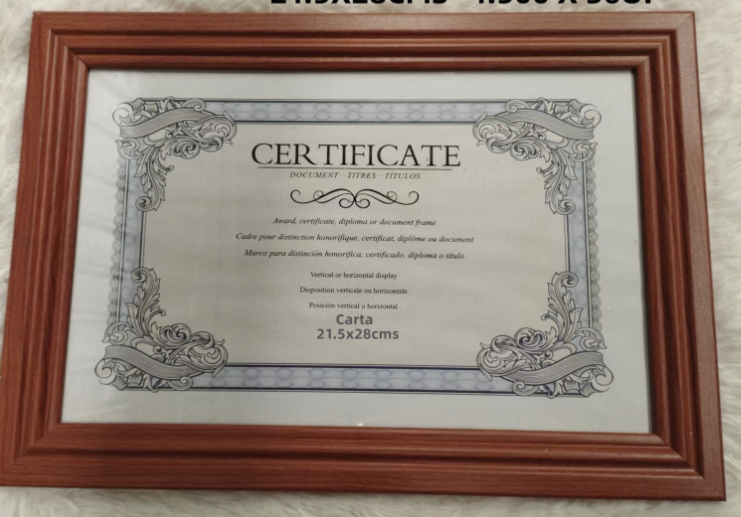 CERTIFICATE
DOCUMENT TITRES TÍTULOS
Award, certificate, diploma or document frame
Cadre pour distinction honorifique, certificat, diplôme ou document
Marco para distinción honorifica, certificado, diploma o título
Vertical or horizontal display
Disposition verticale ou horizontale
Posición vertical u horizontal
Carta
21.5x28cms